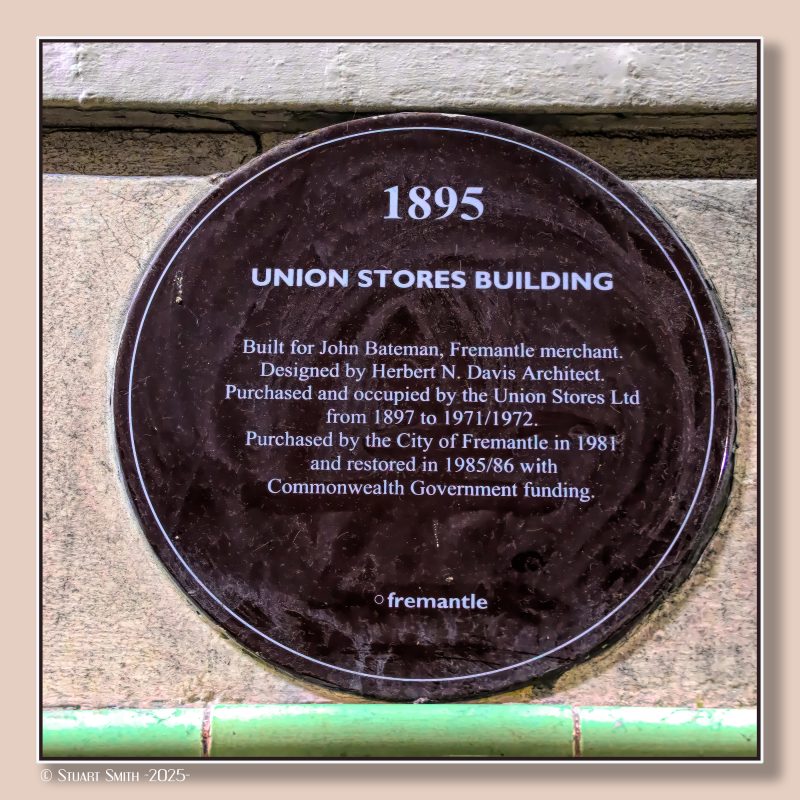 1895
UNION STORES BUILDING
Built for John Bateman, Fremantle merchant.
Designed by Herbert N. Davis Architect.
Purchased and occupied by the Union Stores Ltd
from 1897 to 1971/1972.
Purchased by the City of Fremantle in 1981
and restored in 1985/86 with
Commonwealth Government funding.
fremantle
© Stuart Smith -2025-